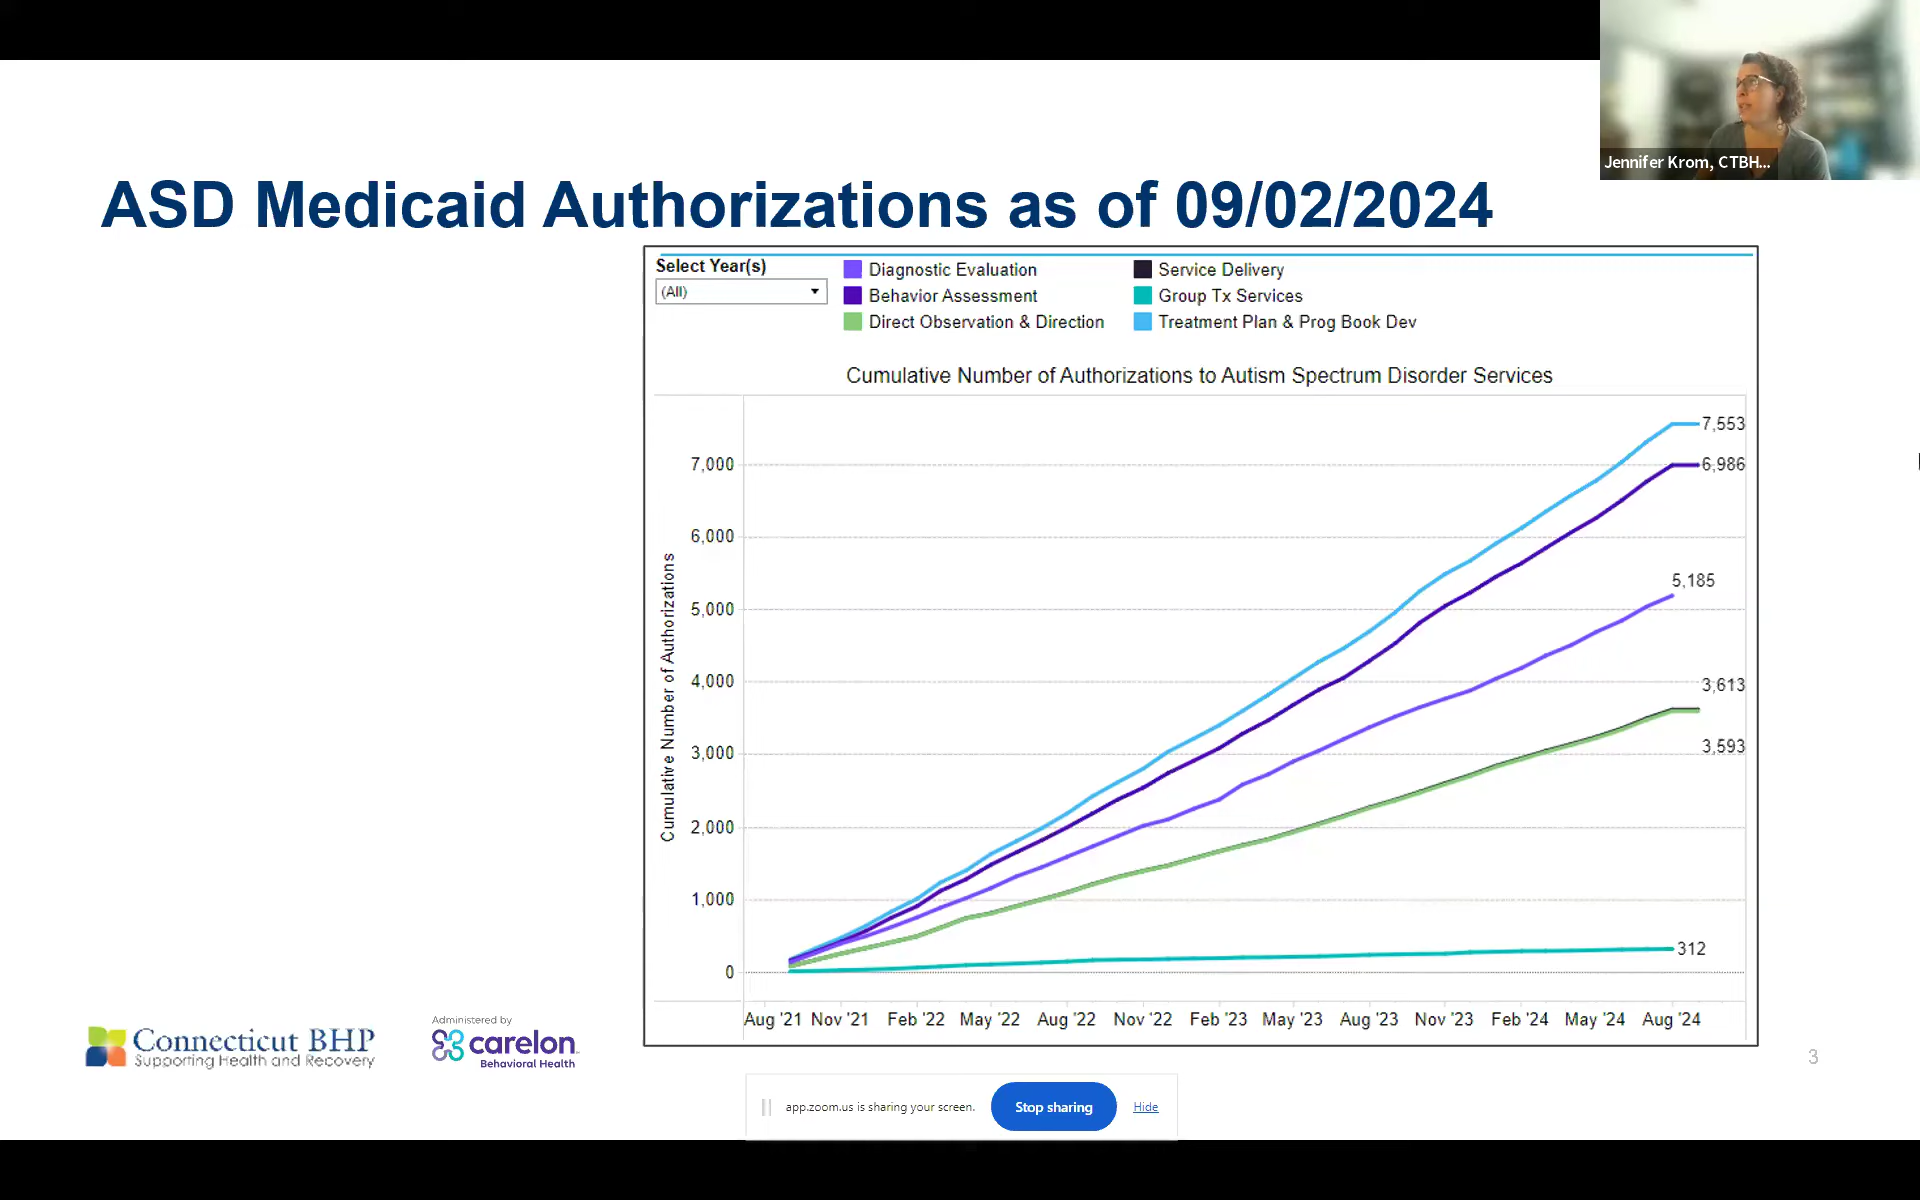 Jennifer Krom, CTBH...
ASD Medicaid Authorizations as of 09/02/2024
Select Year(s)
(All)
Diagnostic Evaluation
Behavior Assessment
Direct Observation & Direction
Service Delivery
Group Tx Services
Treatment Plan & Prog Book Dev
Cumulative Number of Authorizations to Autism Spectrum Disorder Services
Cumulative Number of Authorizations
7,000
6,000
5,000
4,000
3,000
2,000
1,000
0
7,553
6,986
5,185
3,613
3,593
312
Aug '21 Nov '21 Feb '22 May '22 Aug '22 Nov '22 Feb '23 May '23 Aug '23 Nov '23 Feb '24 May '24 Aug '24
Connecticut BHP
Supporting Health and Recovery
Administered by
carelon
Behavioral Health
3
app.zoom.us is sharing your screen.
Stop sharing
Hide